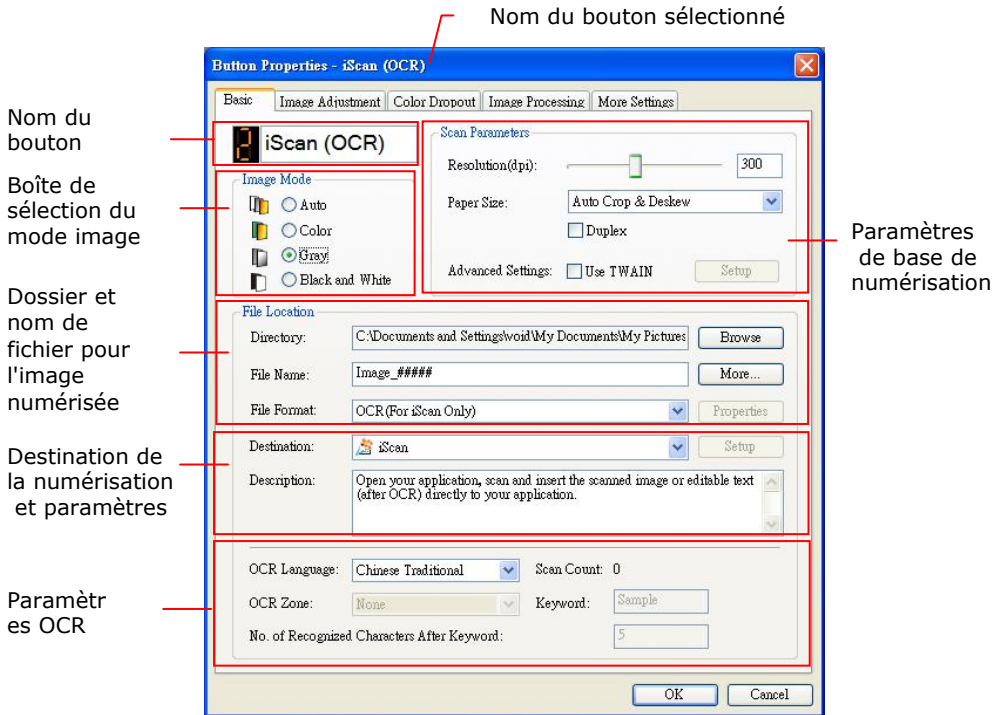 Nom du bouton sélectionné
Button Properties - iScan (OCR)
Basic Image Adjustment Color Dropout Image Processing More Settings
Nom du
bouton
iScan (OCR)
Boîte de
sélection du
mode image
Image Mode
Auto
Color
Gray
Black and White
Scan Parameters
Resolution(dpi): 300
Paper Size: Auto Crop & Deskew
Duplex
Advanced Settings: Use TWAIN Setup
Paramètres
de base de
numérisation
Dossier et
nom de
fichier pour
l'image
numérisée
File Location
Directory: C:\Documents and Settings\void\My Documents\My Pictures Browse
File Name: Image_##### More...
File Format: OCR(For iScan Only) Properties
Destination de
la numérisation
et paramètres
Destination: iScan Setup
Description: Open your application, scan and insert the scanned image or editable text
(after OCR) directly to your application.
Paramètr
es OCR
OCR Language: Chinese Traditional Scan Count: 0
OCR Zone: None Keyword: Sample
No. of Recognized Characters After Keyword: 5
OK Cancel